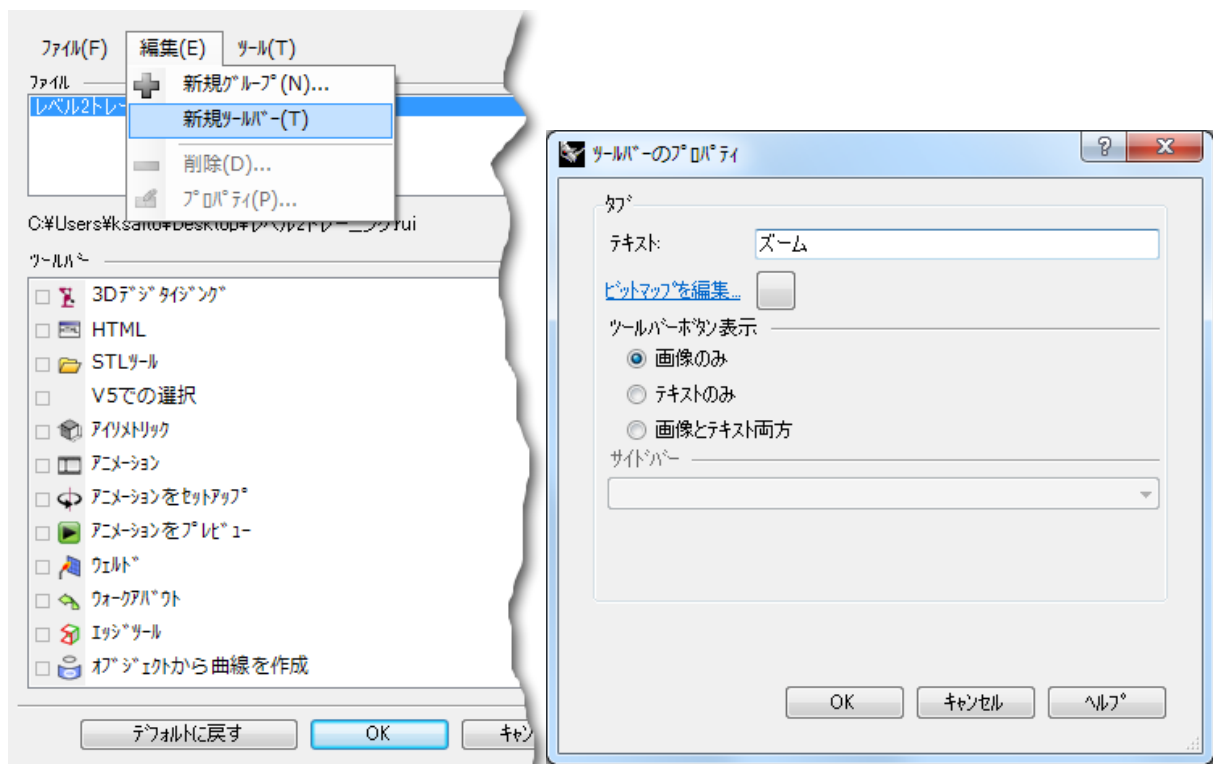 ﾌｧｲﾙ(F) 編集(E) ﾂｰﾙ(T)
ﾌｧｲﾙ
新規ｸﾞﾙｰﾌﾟ(N)...
新規ﾂｰﾙﾊﾞｰ(T)
削除(D)...
ﾌﾟﾛﾊﾟﾃｨ(P)...
ﾂｰﾙﾊﾞｰ
3Dﾃﾞｼﾞﾀｲｼﾞﾝｸﾞ
HTML
STLﾂｰﾙ
V5での選択
ｱｲｿﾒﾄﾘｯｸ
ｱﾆﾒｰｼｮﾝ
ｱﾆﾒｰｼｮﾝをｾｯﾄｱｯﾌﾟ
ｱﾆﾒｰｼｮﾝをﾌﾟﾚﾋﾞｭｰ
ｳｪﾙﾄﾞ
ｳｫｰｸｱﾊﾞｳﾄ
ｴｯｼﾞﾂｰﾙ
ｵﾌﾞｼﾞｪｸﾄから曲線を作成
ﾃﾞﾌｫﾙﾄに戻す OK
ﾂｰﾙﾊﾞｰのﾌﾟﾛﾊﾟﾃｨ
ﾀﾌﾞ
ﾃｷｽﾄ: ズーム
ﾋﾞｯﾄﾏｯﾌﾟを編集...
ﾂｰﾙﾊﾞｰﾎﾞﾀﾝ表示
画像のみ
ﾃｷｽﾄのみ
画像とﾃｷｽﾄ両方
ｻｲﾄﾞﾊﾞｰ
OK ｷｬﾝｾﾙ ﾍﾙﾌﾟ